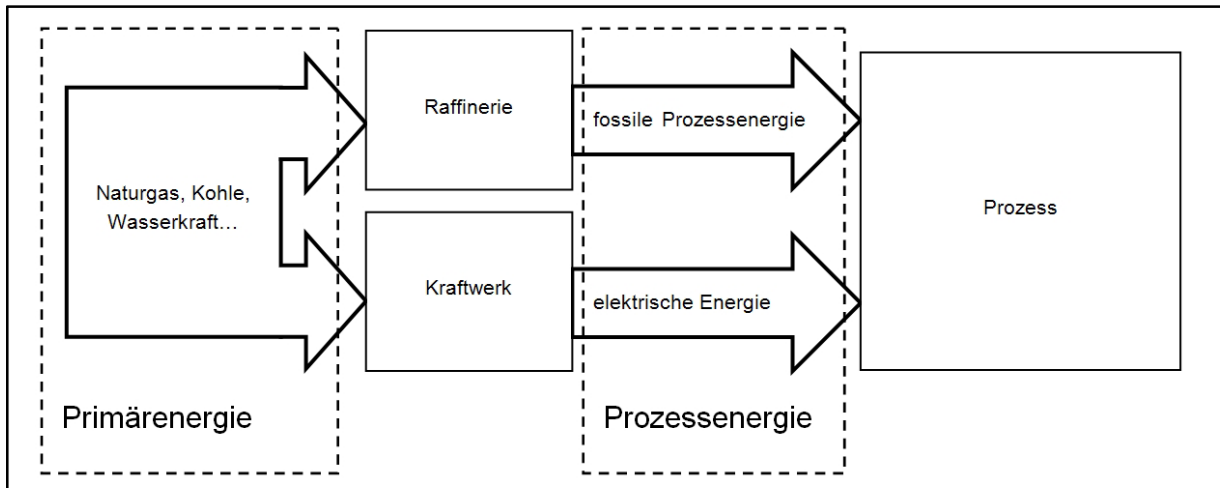 Naturgas, Kohle,
Wasserkraft…
Primärenergie
Raffinerie
Kraftwerk
fossile Prozessenergie
elektrische Energie
Prozessenergie
Prozess